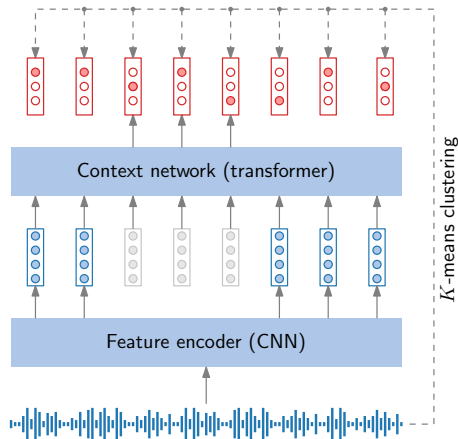 Context network (transformer)
K-means clustering
Feature encoder (CNN)